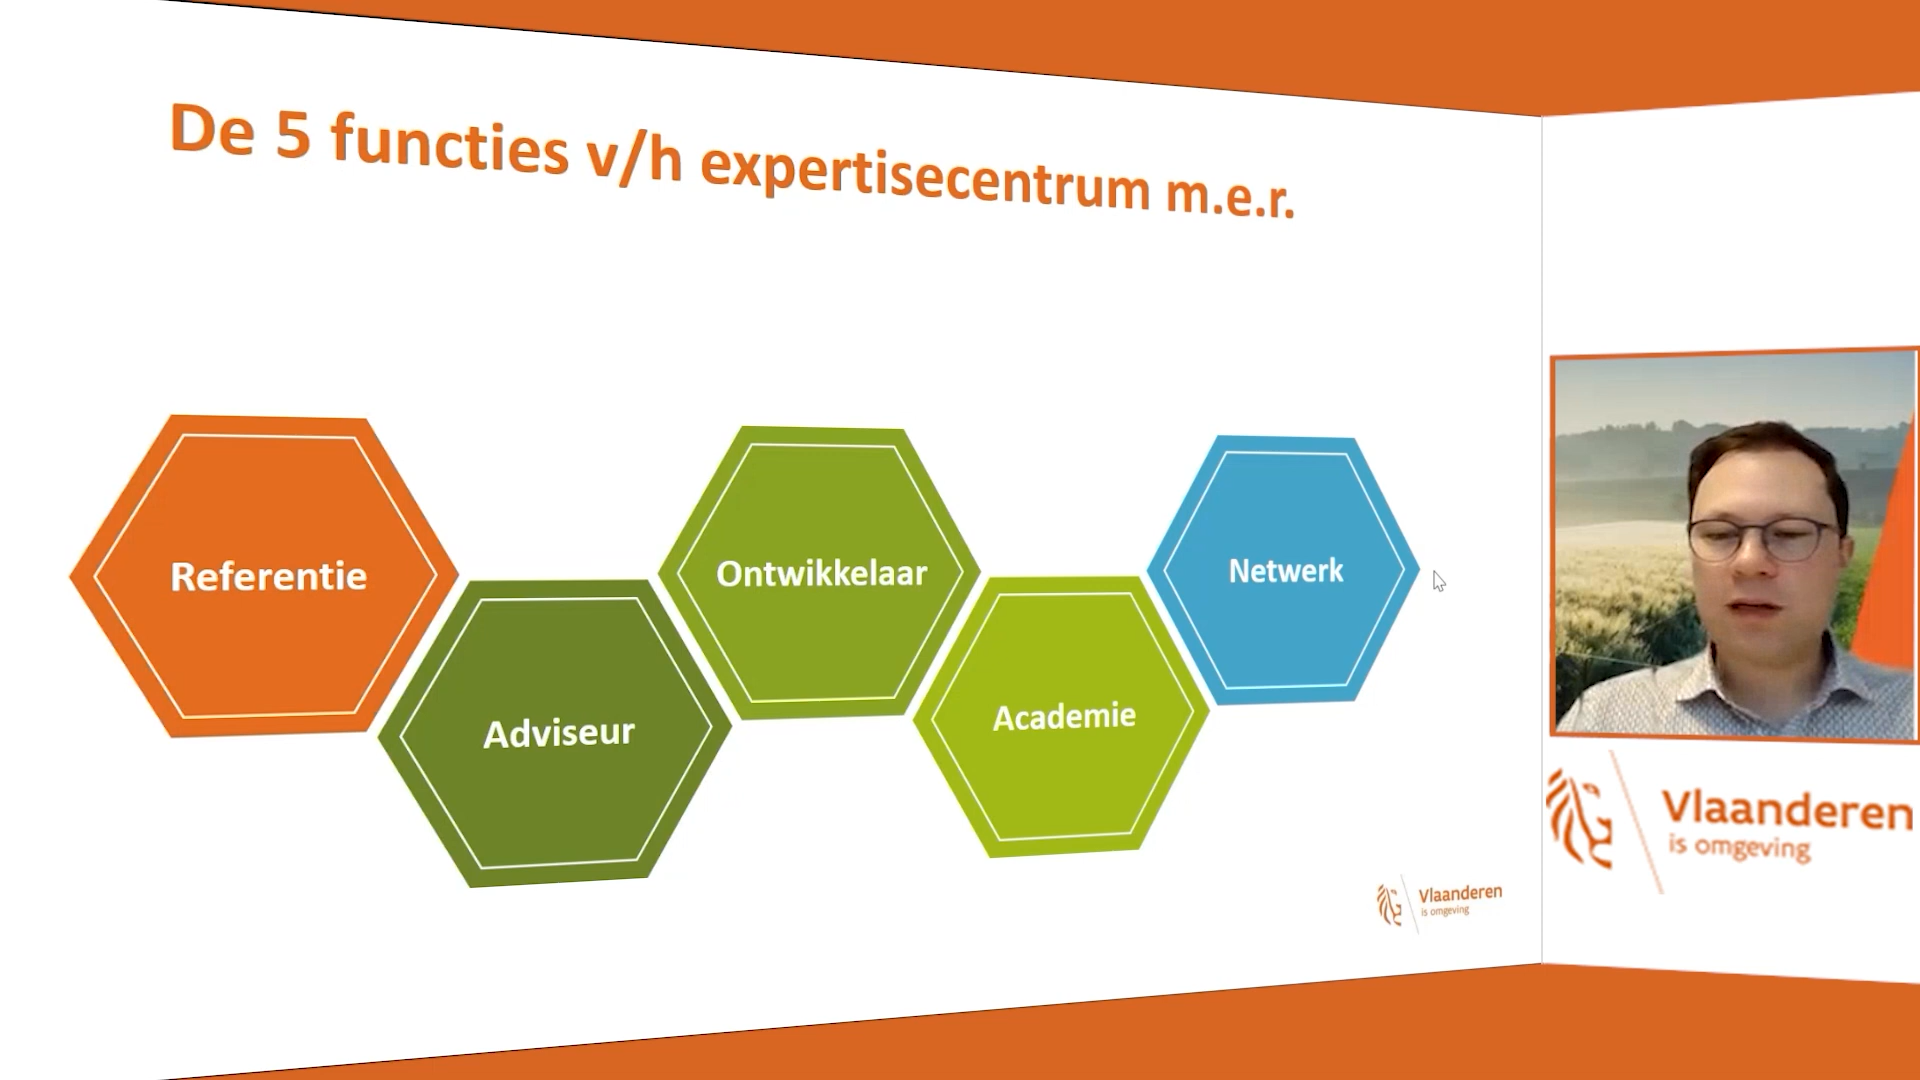 De 5 functies v/h expertisecentrum m.e.r.
Referentie
Adviseur
Ontwikkelaar
Academie
Netwerk
Vlaanderen
is omgeving
Vlaanderen
is omgeving